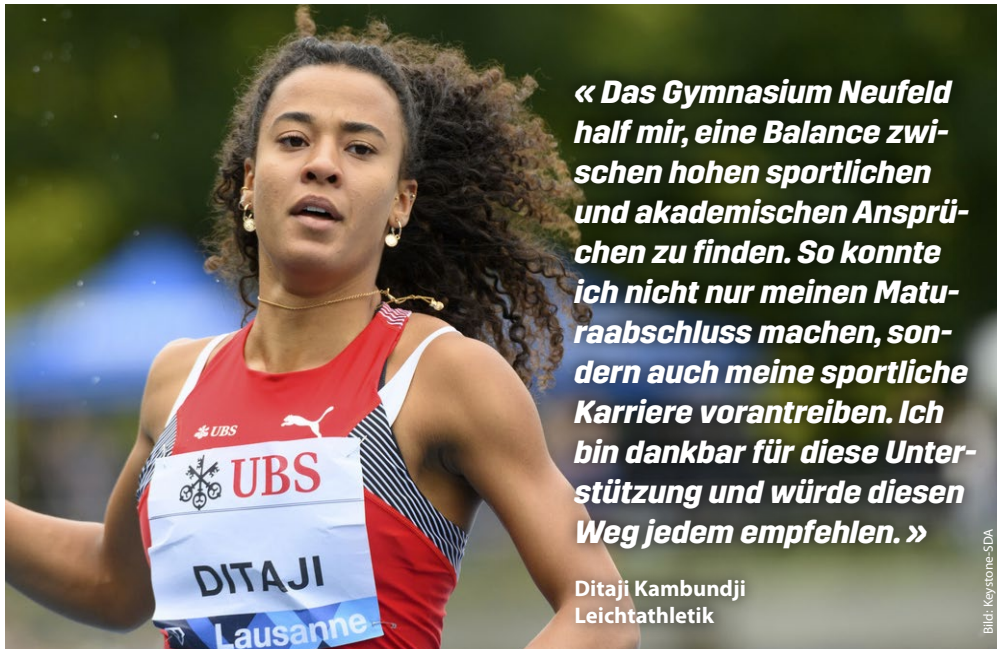 « Das Gymnasium Neufeld
half mir, eine Balance zwi-
schen hohen sportlichen
und akademischen Ansprü-
chen zu finden. So konnte
ich nicht nur meinen Matu-
raabschluss machen, son-
dern auch meine sportliche
Karriere vorantreiben. Ich
bin dankbar für diese Unter-
stützung und würde diesen
Weg jedem empfehlen. »
Ditaji Kambundji
Leichtathletik
Bild: Keystone-SDA
UBS
UBS
DITAJI
Lausanne